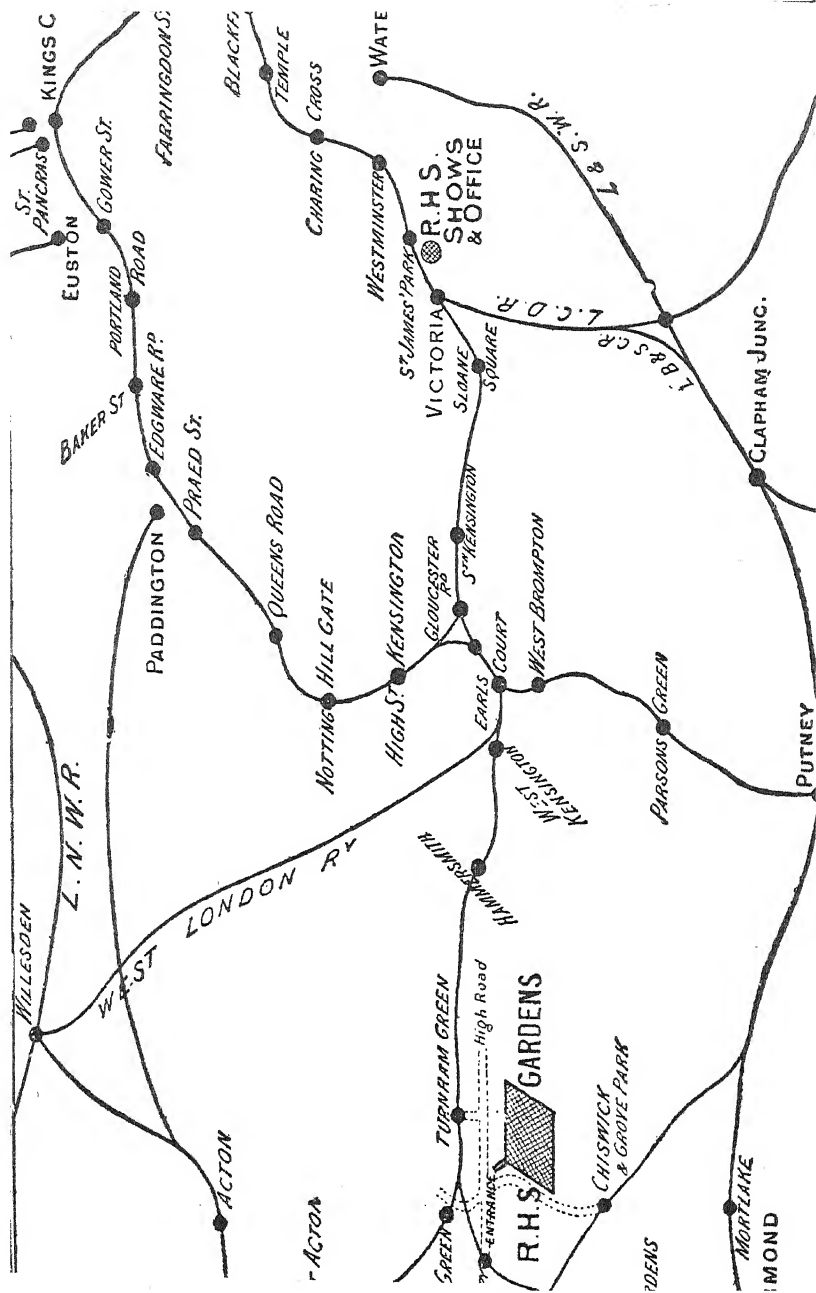 KINGS C
ST.
PANCRAS
EUSTON
GOWER ST.
FARRINGDON S
PORTLAND
ROAD
BAKER ST
EDGWARE RD.
PRAED ST.
PADDINGTON
QUEENS ROAD
NOTTING HILL GATE
HIGH ST. KENSINGTON
BLACKF
TEMPLE
CHARING CROSS
WATE
WESTMINSTER
ST JAMES' PARK
R.H.S.
SHOWS
& OFFICE
VICTORIA
SLOANE
SQUARE
STH KENSINGTON
GLOUCESTER
RD
EARLS
COURT
WEST BROMPTON
WEST
KENSINGTON
PARSONS GREEN
PUTNEY
L & S. W. R.
L. C. D. R.
L B & S C R.
CLAPHAM JUNC.
L. N. W. R.
WILLESDEN
WEST LONDON RY
HAMMERSMITH
TURNRAM GREEN
High Road
ACTON
ACTON
GREEN
ENTRANCE
R.H.S GARDENS
CHISWICK
& GROVE PARK
MORTLAKE
RDENS
MOND